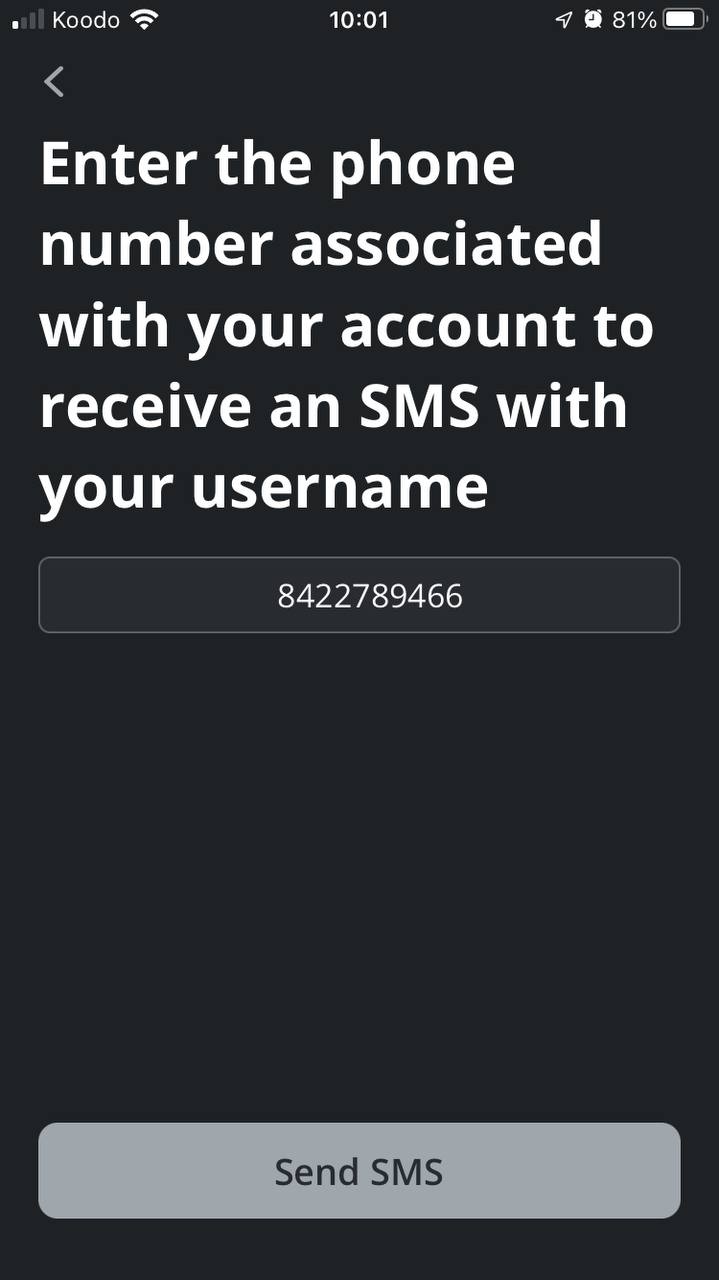 Koodo 10:01 81%
Enter the phone
number associated
with your account to
receive an SMS with
your username
8422789466
Send SMS